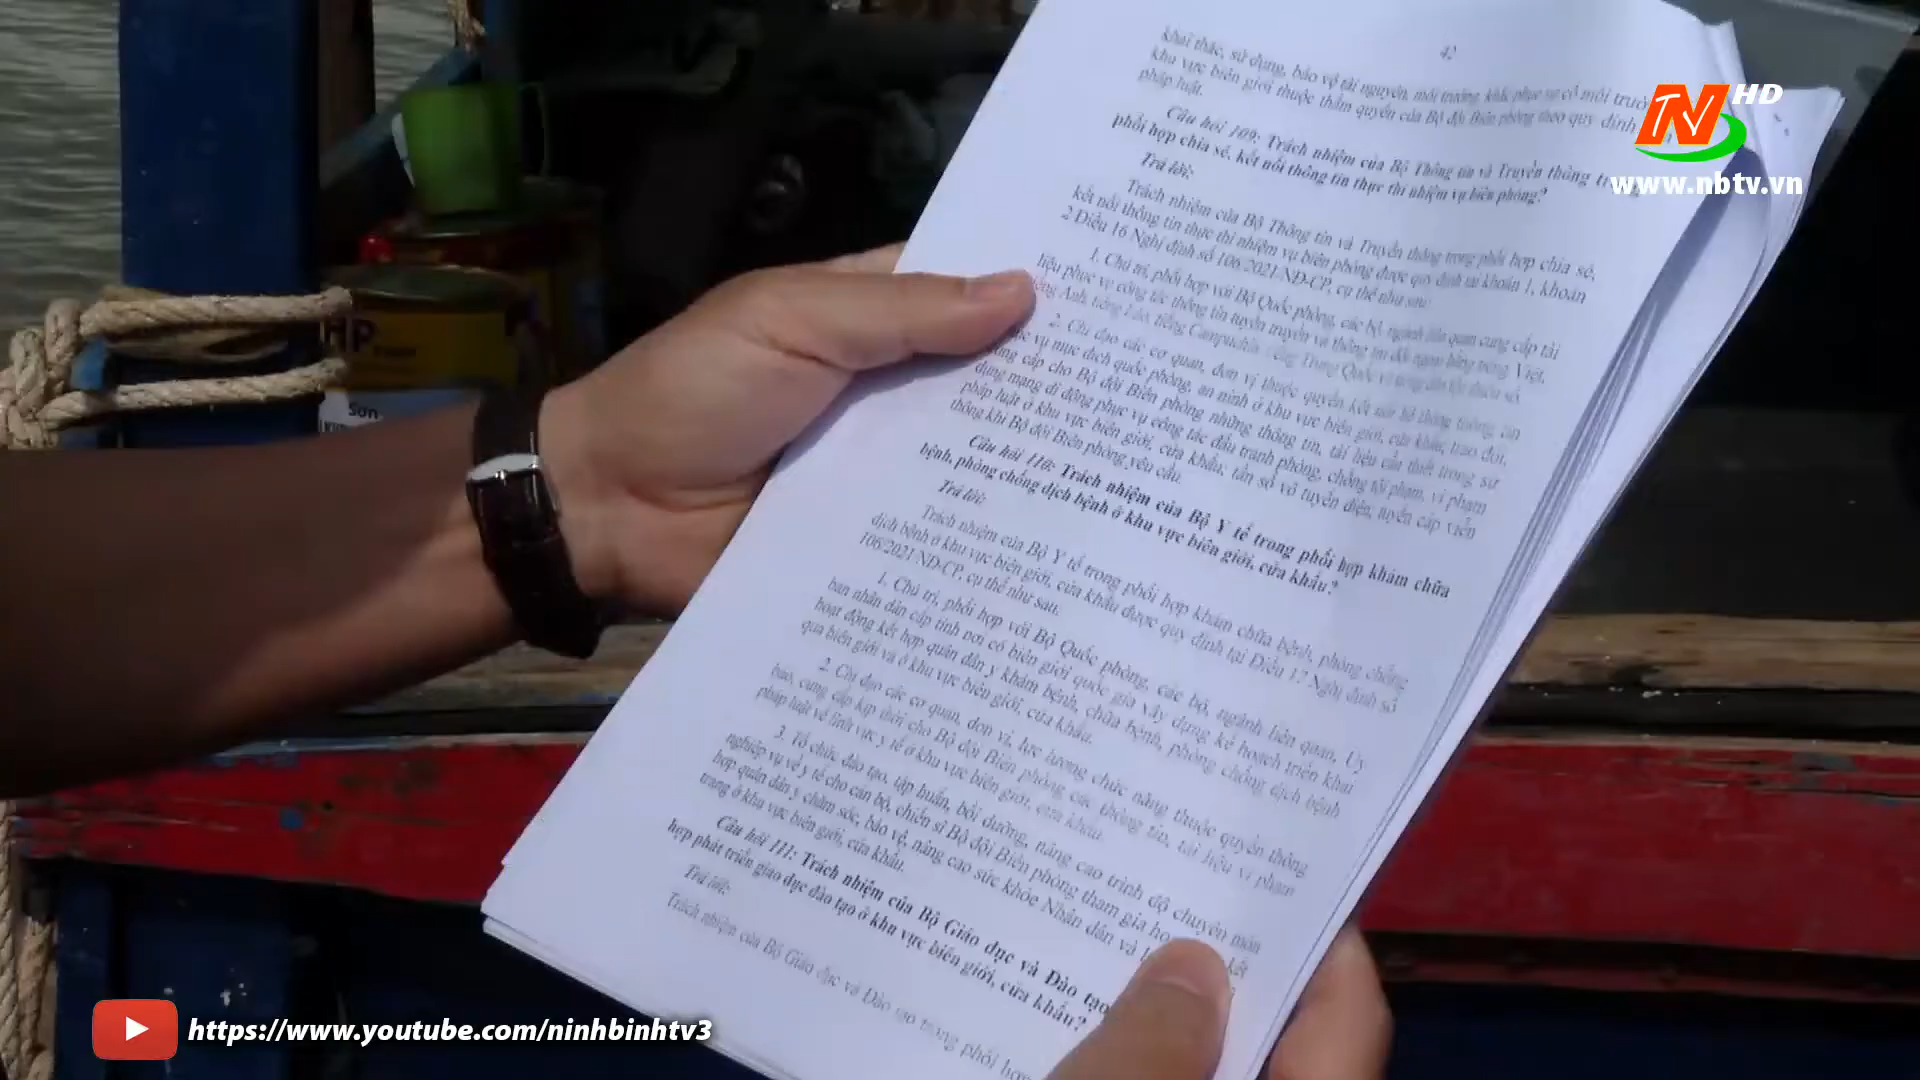 42
khai thác, sử dụng, bảo vệ tài nguyên, môi trường, khắc phục sự cố môi trườ
khu vực biên giới thuộc thẩm quyền của Bộ đội Biên phòng theo quy định
pháp luật.
Câu hỏi 109: Trách nhiệm của Bộ Thông tin và Truyền thông trong
phối hợp chia sẻ, kết nối thông tin thực thi nhiệm vụ biên phòng?
Trả lời:
Trách nhiệm của Bộ Thông tin và Truyền thông trong phối hợp chia sẻ,
kết nối thông tin thực thi nhiệm vụ biên phòng được quy định tại khoản 1, khoản
2 Điều 16 Nghị định số 106/2021/NĐ-CP, cụ thể như sau:
1. Chủ trì, phối hợp với Bộ Quốc phòng, các bộ, ngành liên quan cung cấp tài
liệu phục vụ công tác thông tin tuyên truyền và thông tin đối ngoại bằng tiếng Việt,
tiếng Anh, tiếng Lào, tiếng Campuchia, tiếng Trung Quốc và tiếng dân tộc thiểu số.
2. Chỉ đạo các cơ quan, đơn vị thuộc quyền kết nối hệ thống thông tin
vụ mục đích quốc phòng, an ninh ở khu vực biên giới, cửa khẩu; trao đổi,
cung cấp cho Bộ đội Biên phòng những thông tin, tài liệu cần thiết trong sử
dụng mạng di động phục vụ công tác đấu tranh phòng, chống tội phạm, vi phạm
pháp luật ở khu vực biên giới, cửa khẩu; tần số vô tuyến điện, tuyến cáp viễn
thông khi Bộ đội Biên phòng yêu cầu.
Câu hỏi 110: Trách nhiệm của Bộ Y tế trong phối hợp khám chữa
bệnh, phòng chống dịch bệnh ở khu vực biên giới, cửa khẩu?
Trả lời:
Trách nhiệm của Bộ Y tế trong phối hợp khám chữa bệnh, phòng chống
dịch bệnh ở khu vực biên giới, cửa khẩu được quy định tại Điều 17 Nghị định số
106/2021/NĐ-CP, cụ thể như sau:
1. Chủ trì, phối hợp với Bộ Quốc phòng, các bộ, ngành liên quan, Ủy
ban nhân dân cấp tỉnh nơi có biên giới quốc gia xây dựng kế hoạch triển khai
hoạt động kết hợp quân dân y khám bệnh, chữa bệnh, phòng chống dịch bệnh
qua biên giới và ở khu vực biên giới, cửa khẩu.
2. Chỉ đạo các cơ quan, đơn vị, lực lượng chức năng thuộc quyền thông
báo, cung cấp kịp thời cho Bộ đội Biên phòng các thông tin, tài liệu vi phạm
pháp luật về lĩnh vực y tế ở khu vực biên giới, cửa khẩu.
3. Tổ chức đào tạo, tập huấn, bồi dưỡng, nâng cao trình độ chuyên môn
nghiệp vụ về y tế cho cán bộ, chiến sĩ Bộ đội Biên phòng tham gia ho kết
hợp quân dân y chăm sóc, bảo vệ, nâng cao sức khỏe Nhân dân và
trang ở khu vực biên giới, cửa khẩu.
Câu hỏi 111: Trách nhiệm của Bộ Giáo dục và Đào tạo
hợp phát triển giáo dục đào tạo ở khu vực biên giới, cửa khẩu?
Trả lời:
Trách nhiệm của Bộ Giáo dục và Đào tạo trong phối hợp
HD
www.nbtv.vn
Sơn
https://www.youtube.com/ninhbinhtv3